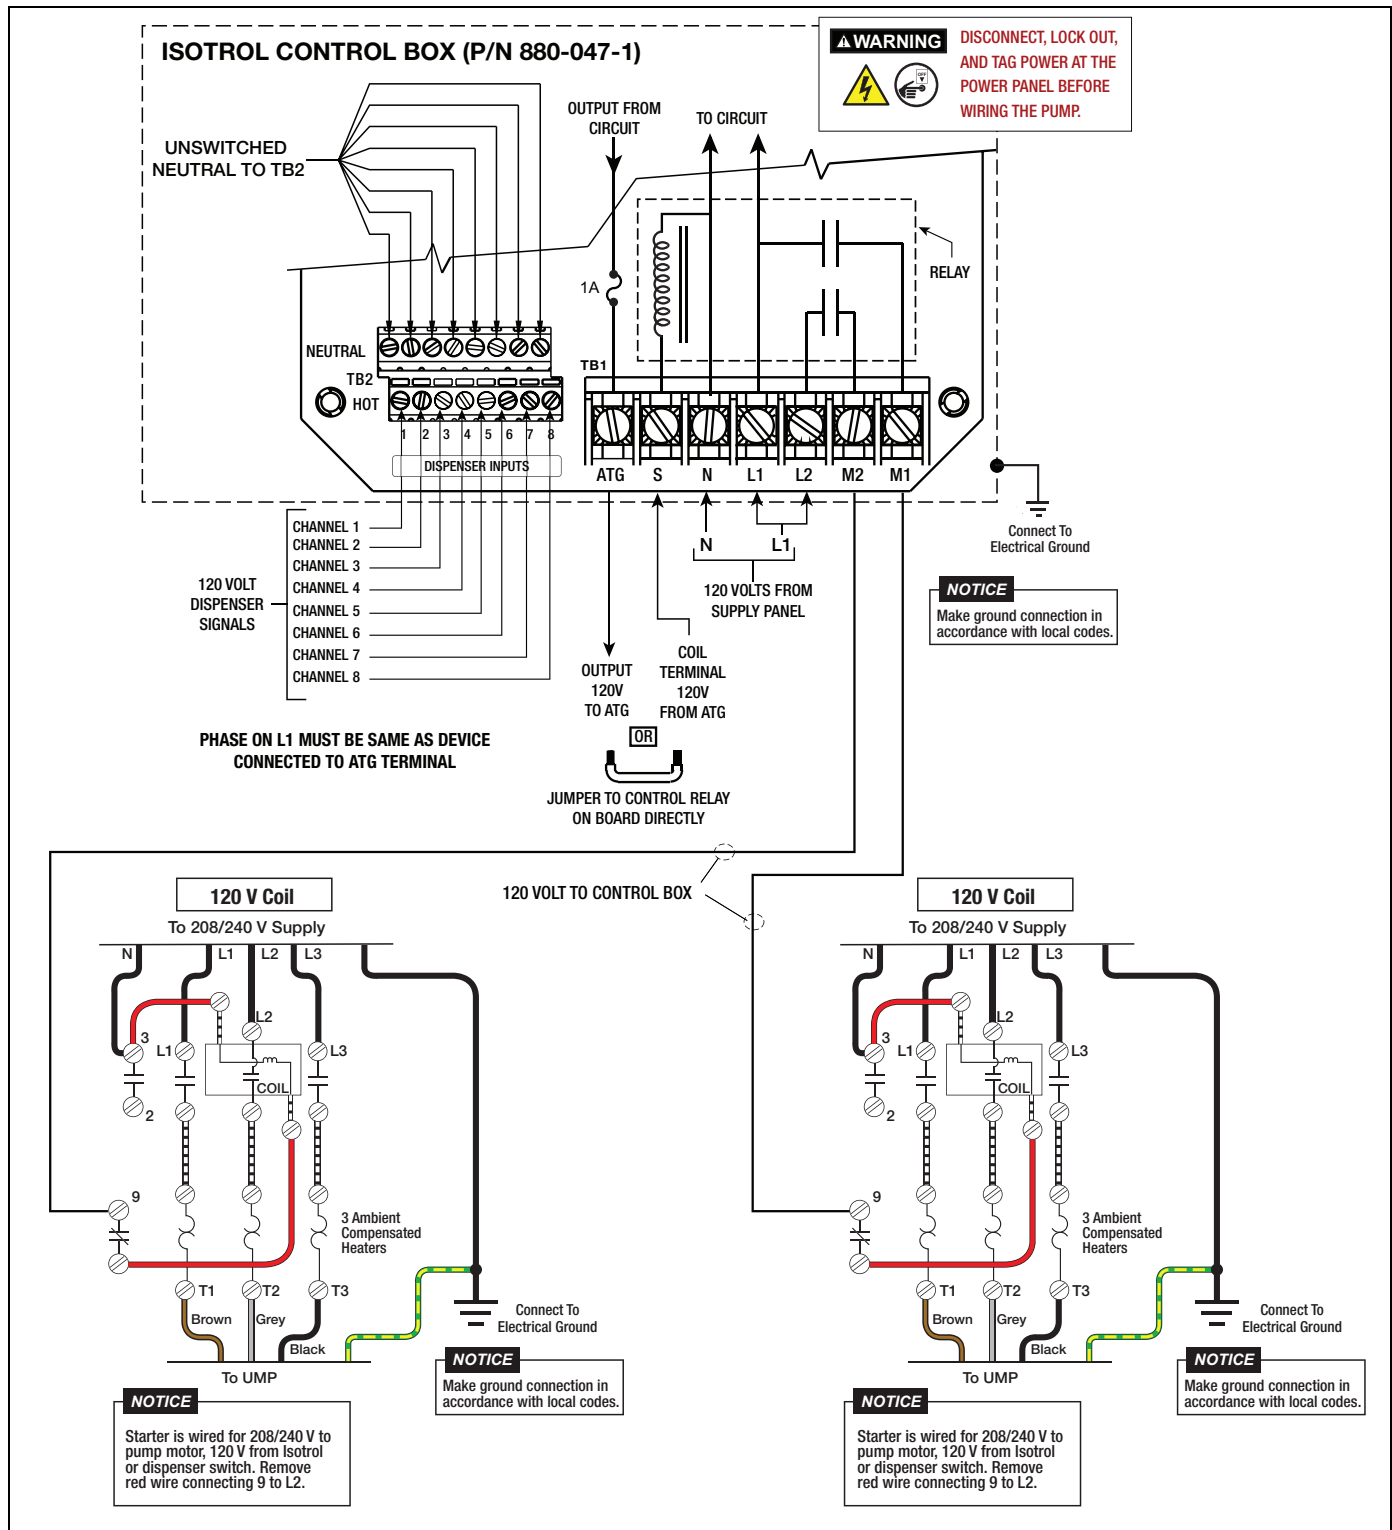 ISOTROL CONTROL BOX (P/N 880-047-1)
WARNING
OFF
DISCONNECT, LOCK OUT,
AND TAG POWER AT THE
POWER PANEL BEFORE
WIRING THE PUMP.
UNSWITCHED
NEUTRAL TO TB2
OUTPUT FROM
CIRCUIT
TO CIRCUIT
1A
RELAY
NEUTRAL
TB2
HOT
TB1
1 2 3 4 5 6 7 8
DISPENSER INPUTS
ATG S N L1 L2 M2 M1
CHANNEL 1
CHANNEL 2
CHANNEL 3
CHANNEL 4
CHANNEL 5
CHANNEL 6
CHANNEL 7
CHANNEL 8
120 VOLT
DISPENSER
SIGNALS
N L1
120 VOLTS FROM
SUPPLY PANEL
Connect To
Electrical Ground
NOTICE
Make ground connection in
accordance with local codes.
OUTPUT
120V
TO ATG
COIL
TERMINAL
120V
FROM ATG
OR
JUMPER TO CONTROL RELAY
ON BOARD DIRECTLY
PHASE ON L1 MUST BE SAME AS DEVICE
CONNECTED TO ATG TERMINAL
120 VOLT TO CONTROL BOX
120 V Coil
To 208/240 V Supply
N L1 L2 L3
L2
3
L1
L3
COIL
2
9
3 Ambient
Compensated
Heaters
T1 T2 T3
Brown Grey
Black
To UMP
Connect To
Electrical Ground
NOTICE
Make ground connection in
accordance with local codes.
NOTICE
Starter is wired for 208/240 V to
pump motor, 120 V from Isotrol
or dispenser switch. Remove
red wire connecting 9 to L2.
120 V Coil
To 208/240 V Supply
N L1 L2 L3
L2
3
L1
L3
COIL
2
9
3 Ambient
Compensated
Heaters
T1 T2 T3
Brown Grey
Black
To UMP
Connect To
Electrical Ground
NOTICE
Make ground connection in
accordance with local codes.
NOTICE
Starter is wired for 208/240 V to
pump motor, 120 V from Isotrol
or dispenser switch. Remove
red wire connecting 9 to L2.